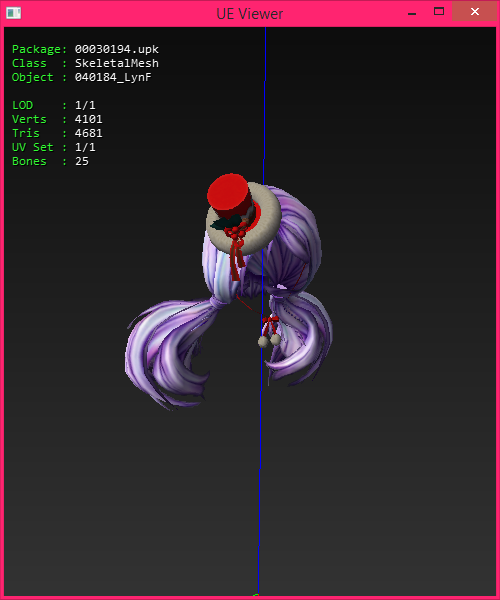 UE Viewer
Package: 00030194.upk
Class : SkeletalMesh
Object : 040184_LynF
LOD : 1/1
Verts : 4101
Tris : 4681
UV Set : 1/1
Bones : 25